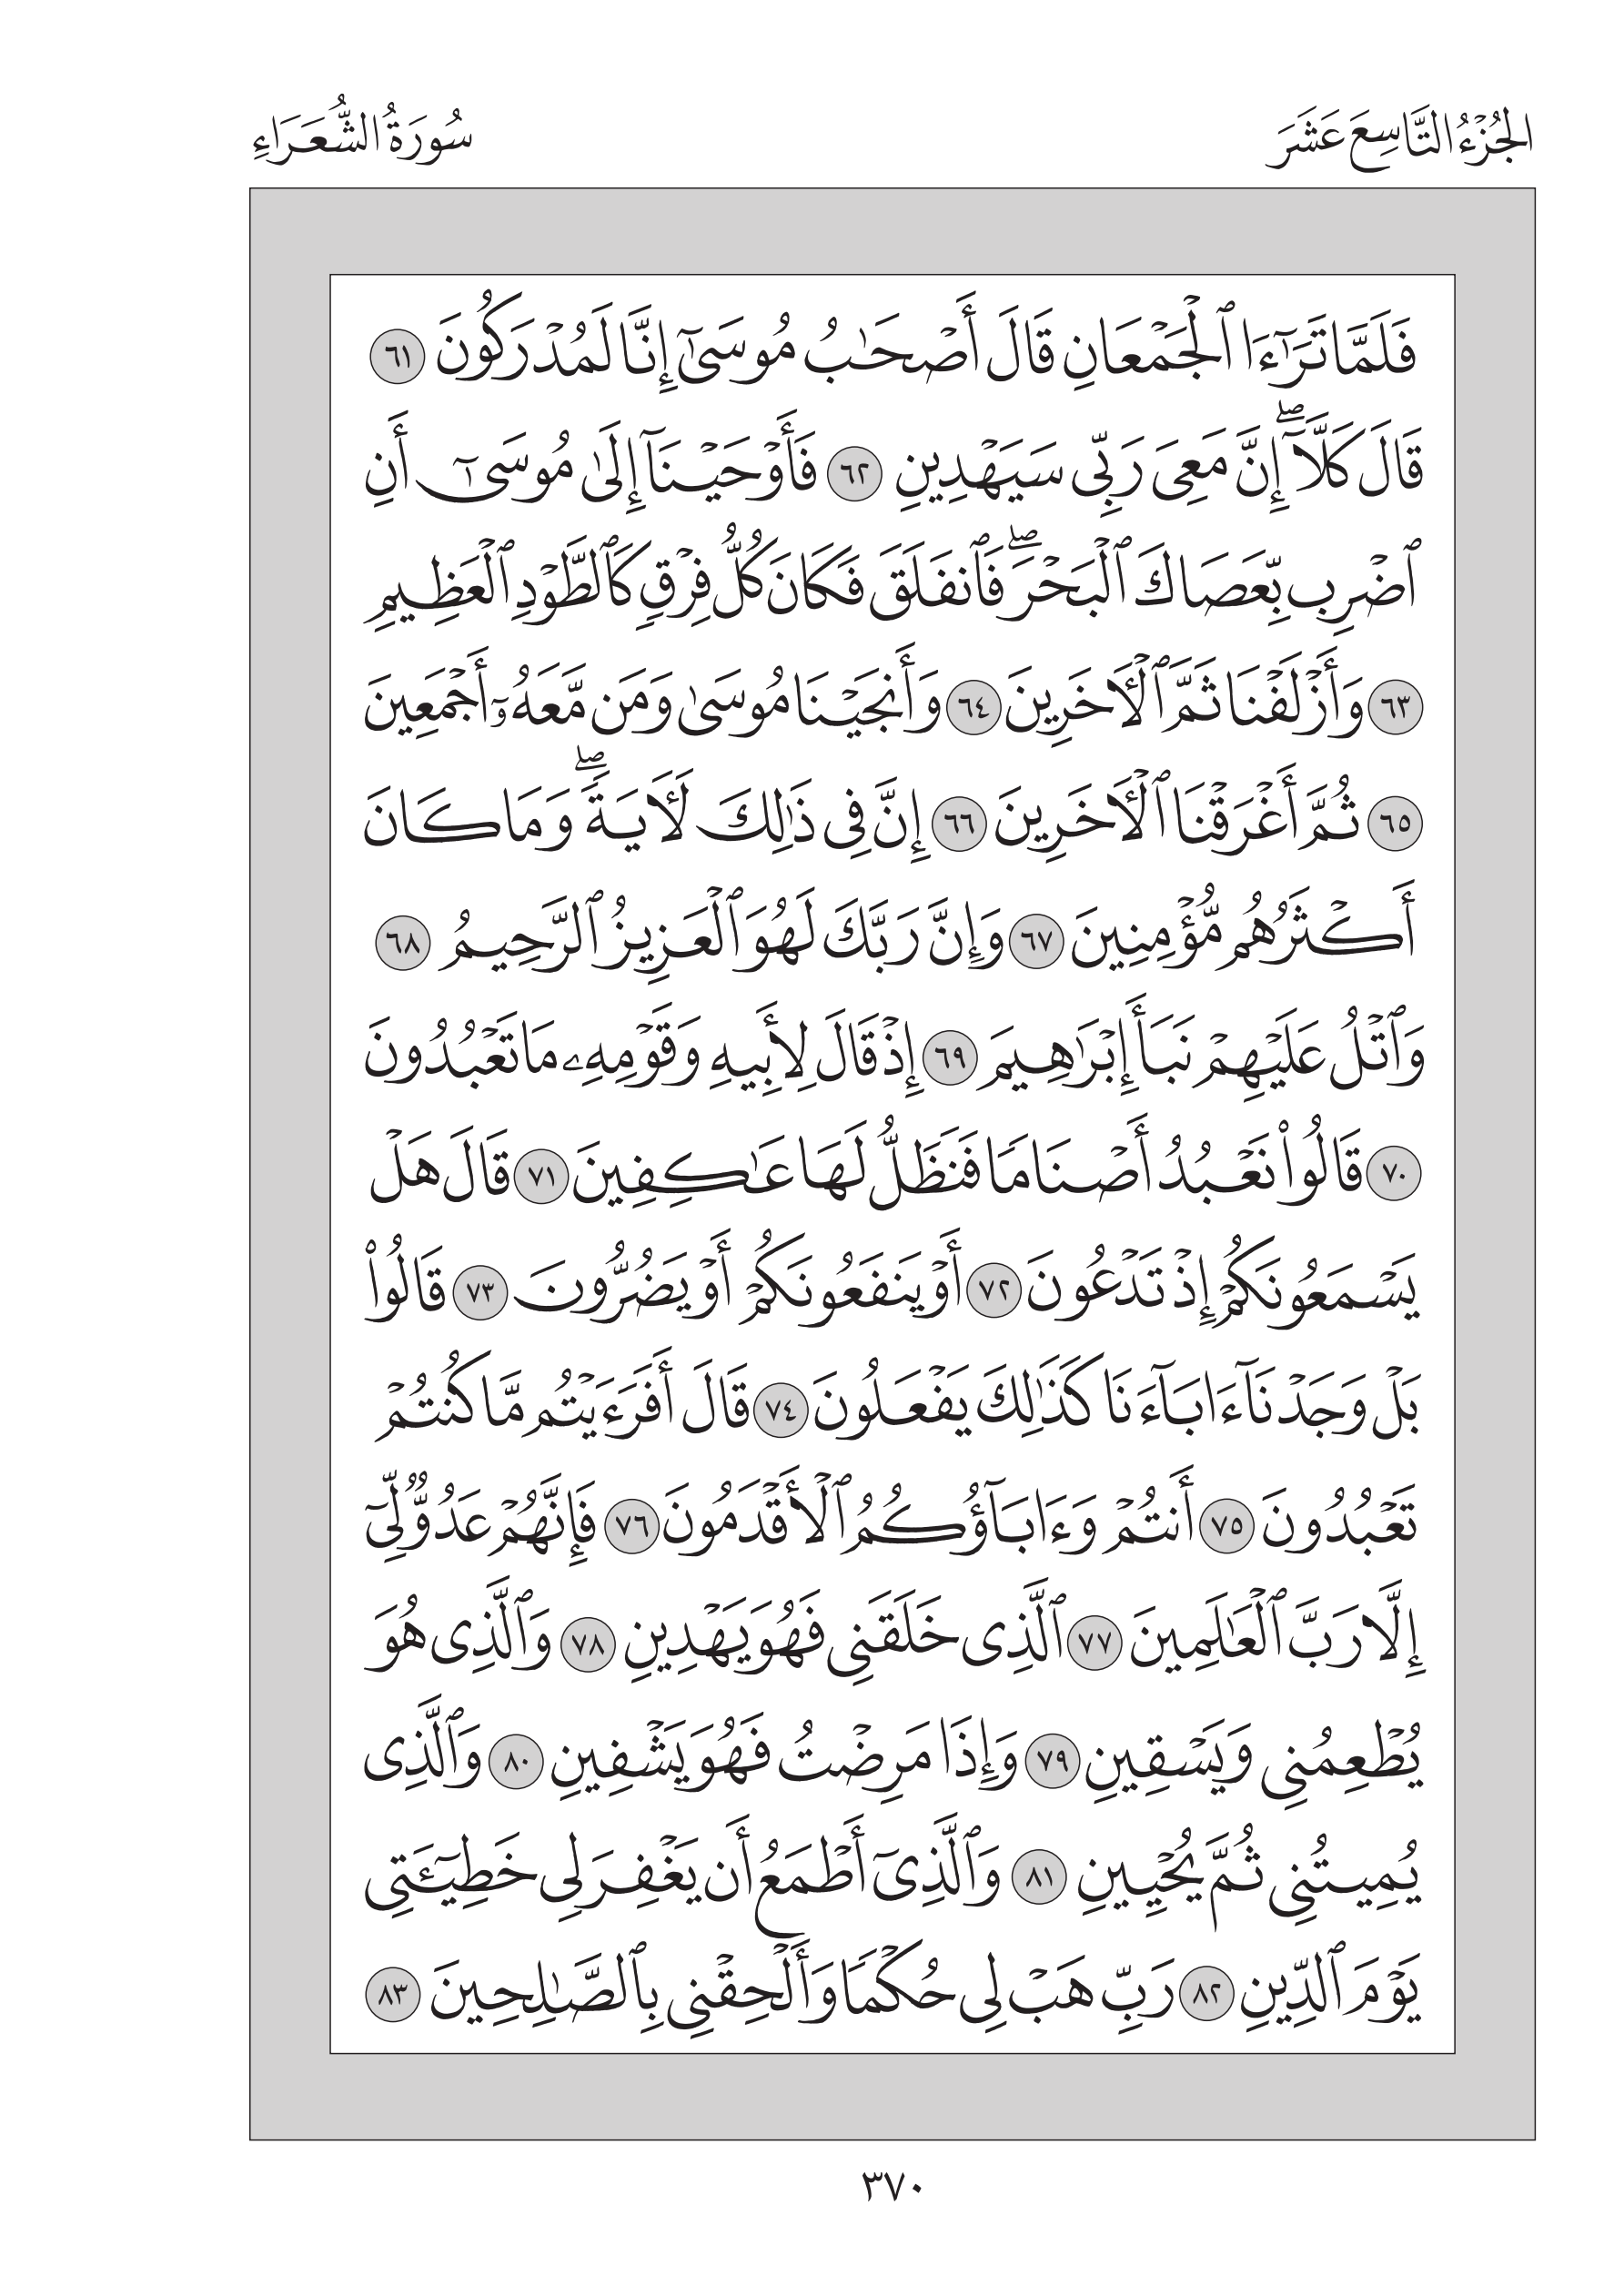 الجُزْءُ التَّاسِعَ عَشَرَ
سُورَةُ الشُّعَرَاءِ
فَلَمَّا تَرَٰٓءَا ٱلۡجَمۡعَانِ قَالَ أَصۡحَٰبُ مُوسَىٰٓ إِنَّا لَمُدۡرَكُونَ ٦١
قَالَ كَلَّآۖ إِنَّ مَعِيَ رَبِّي سَيَهۡدِينِ ٦٢ فَأَوۡحَيۡنَآ إِلَىٰ مُوسَىٰٓ أَنِ
ٱضۡرِب بِّعَصَاكَ ٱلۡبَحۡرَۖ فَٱنفَلَقَ فَكَانَ كُلُّ فِرۡقٖ كَٱلطَّوۡدِ ٱلۡعَظِيمِ
٦٣ وَأَزۡلَفۡنَا ثَمَّ ٱلۡأٓخَرِينَ ٦٤ وَأَنجَيۡنَا مُوسَىٰ وَمَن مَّعَهُۥٓ أَجۡمَعِينَ
٦٥ ثُمَّ أَغۡرَقۡنَا ٱلۡأٓخَرِينَ ٦٦ إِنَّ فِي ذَٰلِكَ لَأٓيَةٗۖ وَمَا كَانَ
أَكۡثَرُهُم مُّؤۡمِنِينَ ٦٧ وَإِنَّ رَبَّكَ لَهُوَ ٱلۡعَزِيزُ ٱلرَّحِيمُ ٦٨
وَٱتۡلُ عَلَيۡهِمۡ نَبَأَ إِبۡرَٰهِيمَ ٦٩ إِذۡ قَالَ لِأَبِيهِ وَقَوۡمِهِۦ مَا تَعۡبُدُونَ
٧٠ قَالُواْ نَعۡبُدُ أَصۡنَامٗا فَنَظَلُّ لَهَا عَٰكِفِينَ ٧١ قَالَ هَلۡ
يَسۡمَعُونَكُمۡ إِذۡ تَدۡعُونَ ٧٢ أَوۡ يَنفَعُونَكُمۡ أَوۡ يَضُرُّونَ ٧٣ قَالُواْ
بَلۡ وَجَدۡنَآ ءَابَآءَنَا كَذَٰلِكَ يَفۡعَلُونَ ٧٤ قَالَ أَفَرَءَيۡتُم مَّا كُنتُمۡ
تَعۡبُدُونَ ٧٥ أَنتُمۡ وَءَابَآؤُكُمُ ٱلۡأَقۡدَمُونَ ٧٦ فَإِنَّهُمۡ عَدُوّٞ لِّيٓ
إِلَّا رَبَّ ٱلۡعَٰلَمِينَ ٧٧ ٱلَّذِي خَلَقَنِي فَهُوَ يَهۡدِينِ ٧٨ وَٱلَّذِي هُوَ
يُطۡعِمُنِي وَيَسۡقِينِ ٧٩ وَإِذَا مَرِضۡتُ فَهُوَ يَشۡفِينِ ٨٠ وَٱلَّذِي
يُمِيتُنِي ثُمَّ يُحۡيِينِ ٨١ وَٱلَّذِيٓ أَطۡمَعُ أَن يَغۡفِرَ لِي خَطِيٓـَٔتِي
يَوۡمَ ٱلدِّينِ ٨٢ رَبِّ هَبۡ لِي حُكۡمٗا وَأَلۡحِقۡنِي بِٱلصَّٰلِحِينَ ٨٣
٣٧٠